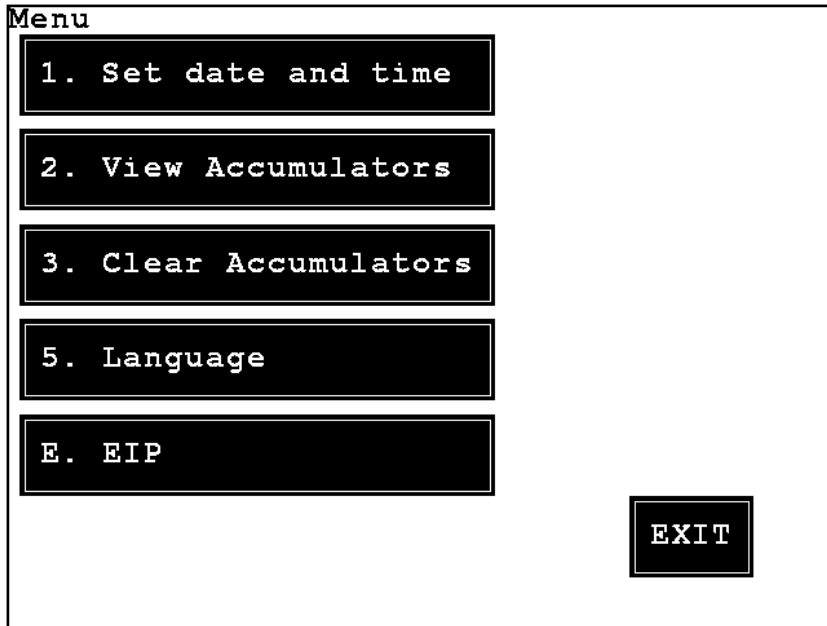 Menu
1. Set date and time
2. View Accumulators
3. Clear Accumulators
5. Language
E. EIP
EXIT